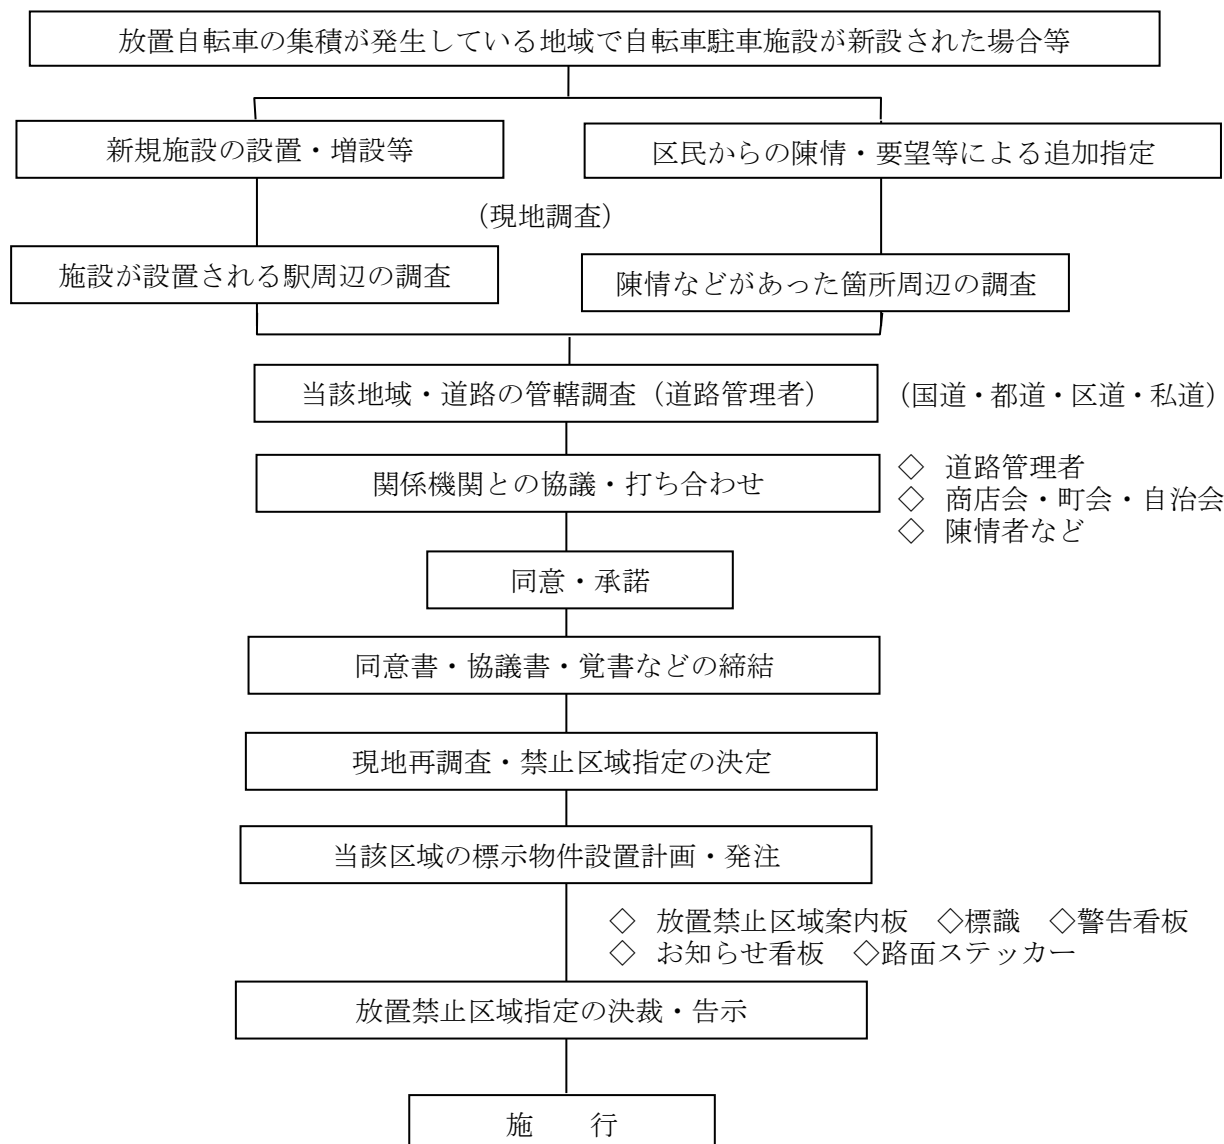 放置自転車の集積が発生している地域で自転車駐車施設が新設された場合等
新規施設の設置・増設等
区民からの陳情・要望等による追加指定
（現地調査）
施設が設置される駅周辺の調査
陳情などがあった箇所周辺の調査
当該地域・道路の管轄調査（道路管理者）
（国道・都道・区道・私道）
関係機関との協議・打ち合わせ
◇ 道路管理者
◇ 商店会・町会・自治会
◇ 陳情者など
同意・承諾
同意書・協議書・覚書などの締結
現地再調査・禁止区域指定の決定
当該区域の標示物件設置計画・発注
◇ 放置禁止区域案内板 ◇標識 ◇警告看板
◇ お知らせ看板 ◇路面ステッカー
放置禁止区域指定の決裁・告示
施　　行